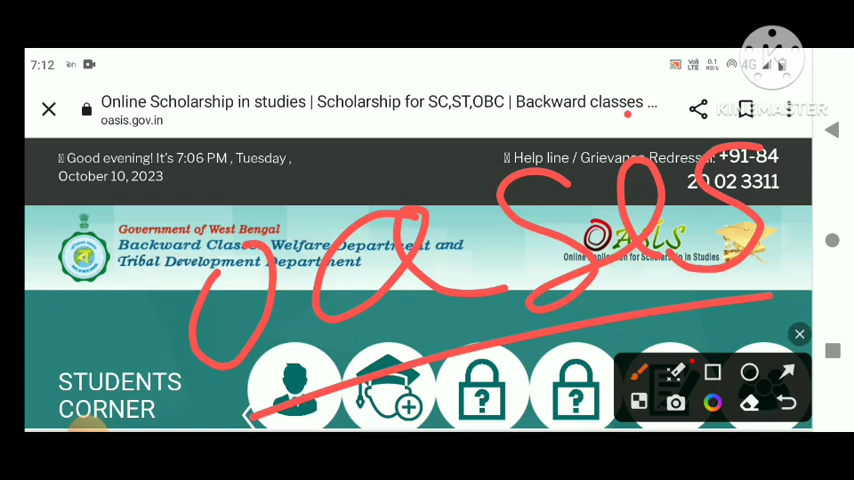 7:12
4G
KINEMASTER
Online Scholarship in studies | Scholarship for SC,ST,OBC | Backward classes ...
oasis.gov.in
Good evening! It's 7:06 PM , Tuesday ,
October 10, 2023
Help line / Grievance Redressal: +91-84
20 02 3311
Government of West Bengal
Backward Classes Welfare Department and
Tribal Development Department
OASIS
Online Application for Scholarship in Studies
oasis
STUDENTS
CORNER